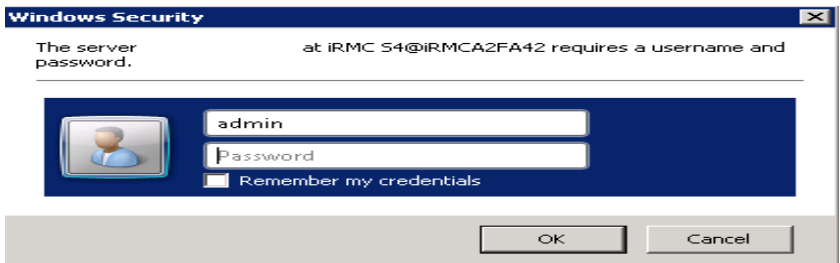 Windows Security
The server at iRMC S4@iRMCA2FA42 requires a username and
password.
admin
Password
Remember my credentials
OK
Cancel